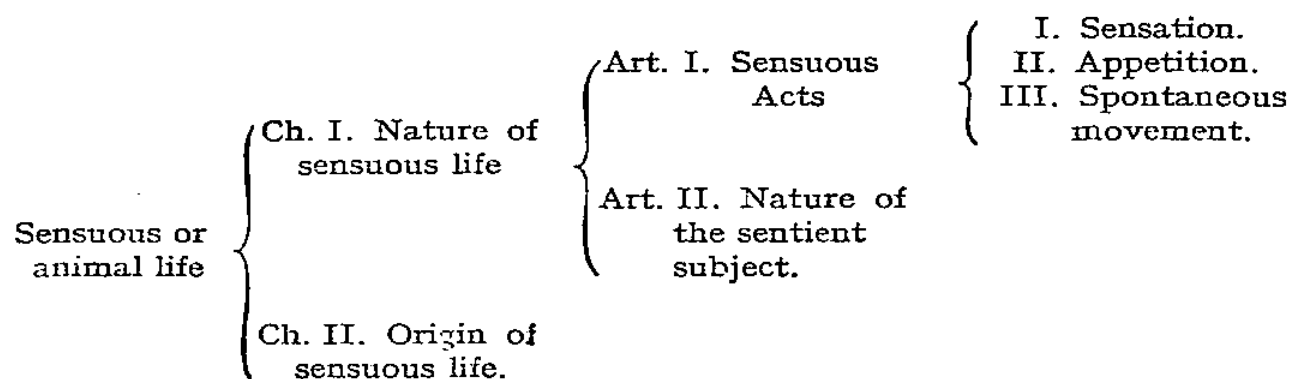 Sensuous or
animal life
Ch. I. Nature of
sensuous life
Art. I. Sensuous
Acts
I. Sensation.
II. Appetition.
III. Spontaneous
movement.
Art. II. Nature of
the sentient
subject.
Ch. II. Origin of
sensuous life.